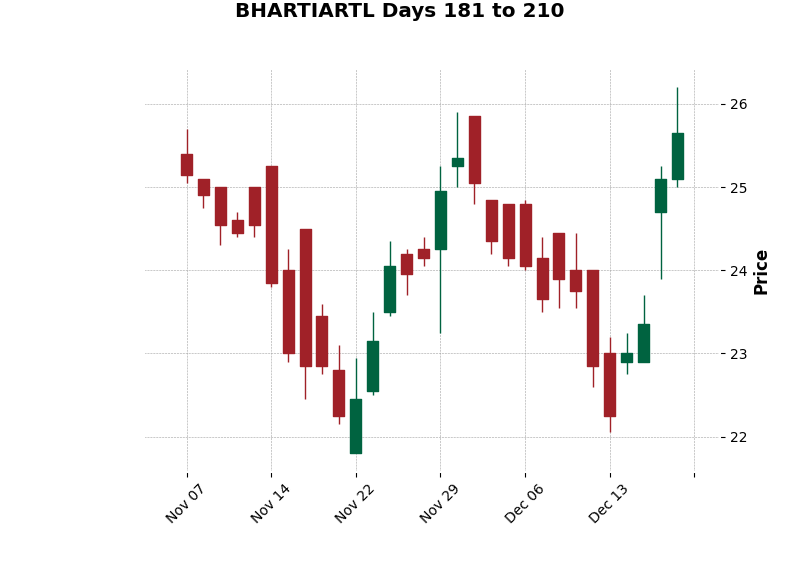 BHARTIARTL Days 181 to 210
26
25
24
23
22
Price
Nov 07
Nov 14
Nov 22
Nov 29
Dec 06
Dec 13